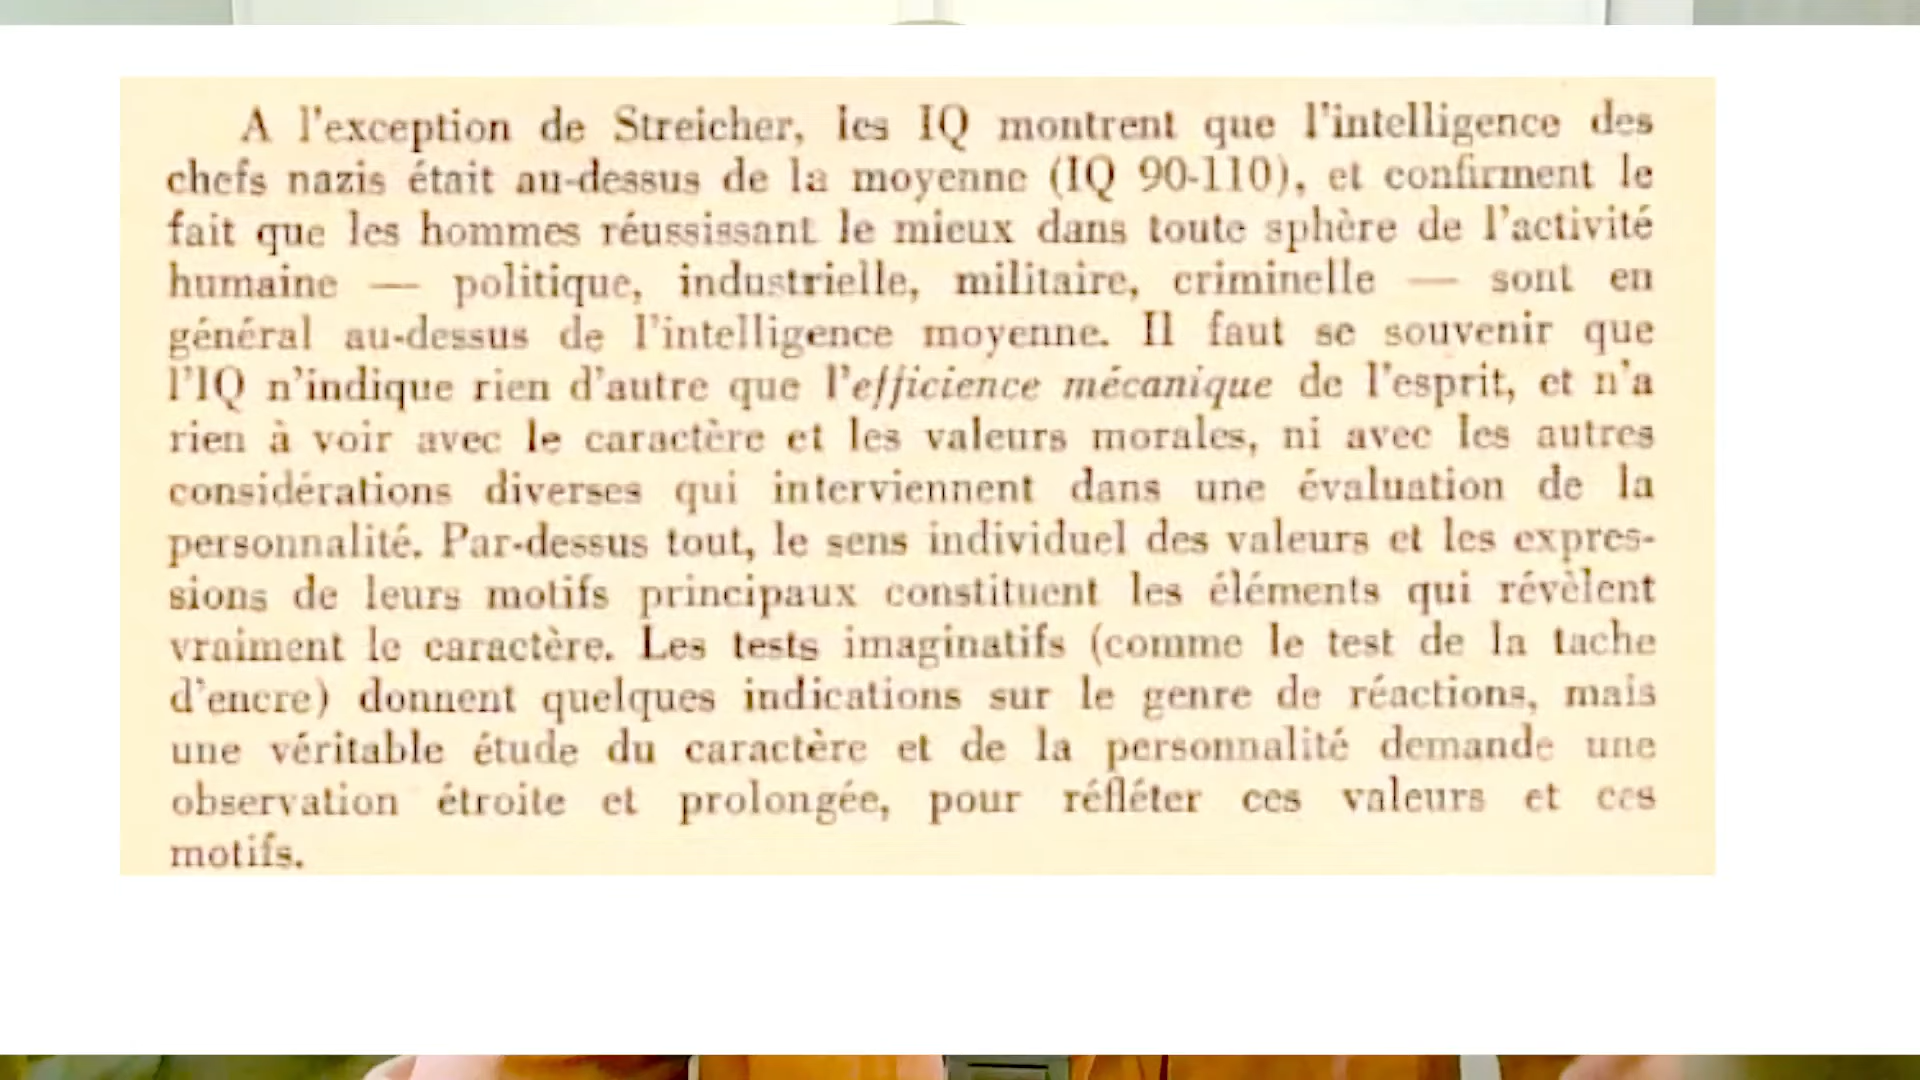 A l'exception de Streicher, les IQ montrent que l'intelligence des
chefs nazis était au-dessus de la moyenne (IQ 90-110), et confirment le
fait que les hommes réussissant le mieux dans toute sphère de l'activité
humaine — politique, industrielle, militaire, criminelle — sont en
général au-dessus de l'intelligence moyenne. Il faut se souvenir que
l'IQ n'indique rien d'autre que l'efficience mécanique de l'esprit, et n'a
rien à voir avec le caractère et les valeurs morales, ni avec les autres
considérations diverses qui interviennent dans une évaluation de la
personnalité. Par-dessus tout, le sens individuel des valeurs et les expres-
sions de leurs motifs principaux constituent les éléments qui révèlent
vraiment le caractère. Les tests imaginatifs (comme le test de la tache
d'encre) donnent quelques indications sur le genre de réactions, mais
une véritable étude du caractère et de la personnalité demande une
observation étroite et prolongée, pour réfléter ces valeurs et ces
motifs.